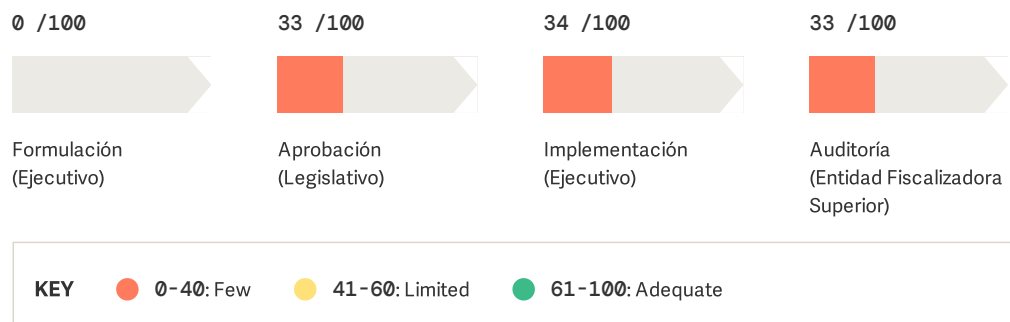 0 /100
33 /100
34 /100
33 /100
Formulación
(Ejecutivo)
Aprobación
(Legislativo)
Implementación
(Ejecutivo)
Auditoría
(Entidad Fiscalizadora
Superior)
KEY
0-40: Few
41-60: Limited
61-100: Adequate